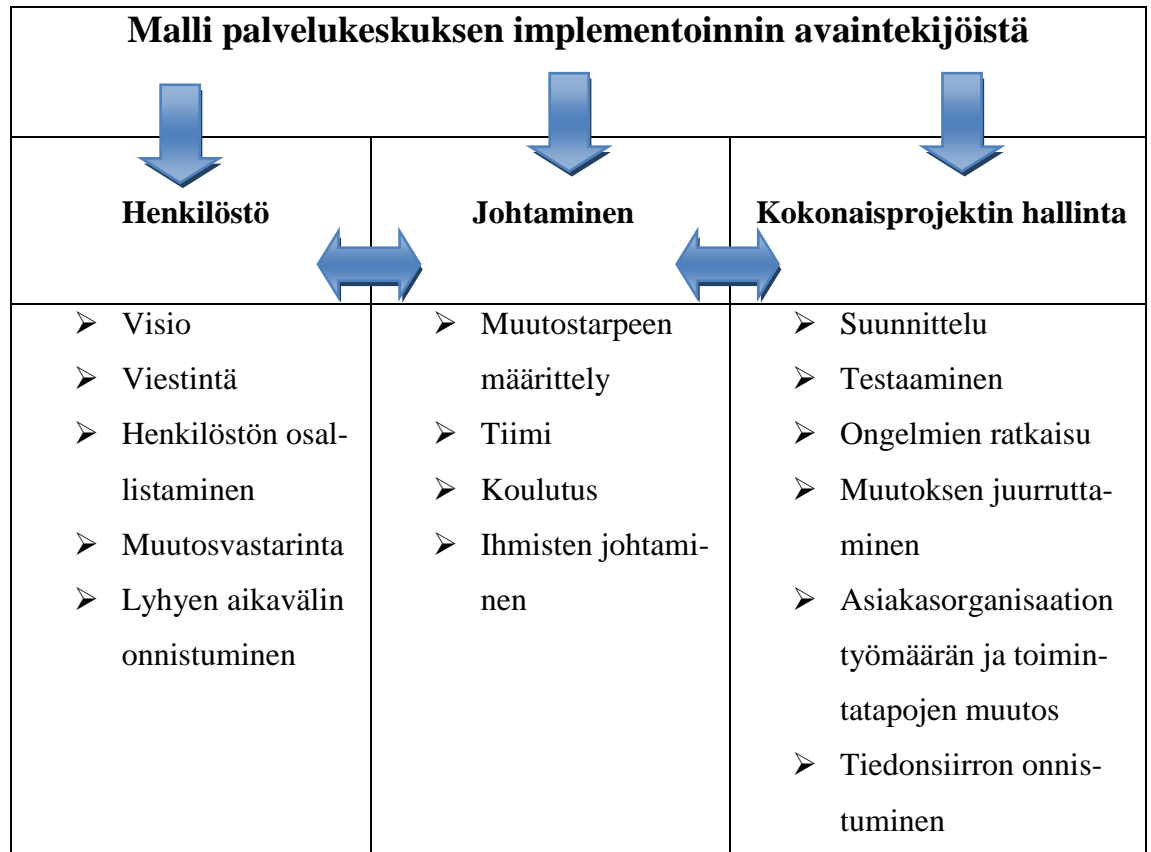 Malli palvelukeskuksen implementoinnin avaintekijöistä
Henkilöstö
Johtaminen
Kokonaisprojektin hallinta
➢ Visio
➢ Viestintä
➢ Henkilöstön osal-
listaminen
➢ Muutosvastarinta
➢ Lyhyen aikavälin
onnistuminen
➢ Muutostarpeen
määrittely
➢ Tiimi
➢ Koulutus
➢ Ihmisten johtami-
nen
➢ Suunnittelu
➢ Testaaminen
➢ Ongelmien ratkaisu
➢ Muutoksen juurrutta-
minen
➢ Asiakasorganisaation
työmäärän ja toimin-
tatapojen muutos
➢ Tiedonsiirron onnis-
tuminen